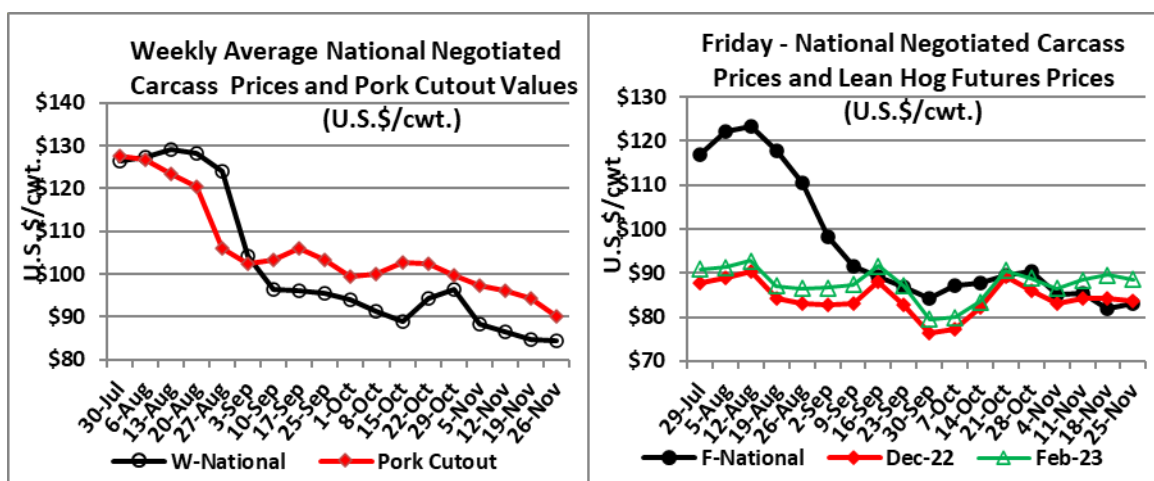 Weekly Average National Negotiated
Carcass Prices and Pork Cutout Values
(U.S.$/cwt.)
U.S.$/cwt.
$140
$130
$120
$110
$100
$90
$80
30-Jul
6-Aug
13-Aug
20-Aug
27-Aug
3-Sep
10-Sep
17-Sep
25-Sep
1-Oct
8-Oct
15-Oct
22-Oct
29-Oct
5-Nov
12-Nov
19-Nov
26-Nov
W-National Pork Cutout
Friday - National Negotiated Carcass
Prices and Lean Hog Futures Prices
(U.S.$/cwt.)
U.S. $/cwt
$130
$120
$110
$100
$90
$80
$70
29-Jul
5-Aug
12-Aug
19-Aug
26-Aug
2-Sep
9-Sep
16-Sep
23-Sep
30-Sep
7-Oct
14-Oct
21-Oct
28-Oct
4-Nov
11-Nov
18-Nov
25-Nov
F-National Dec-22 Feb-23